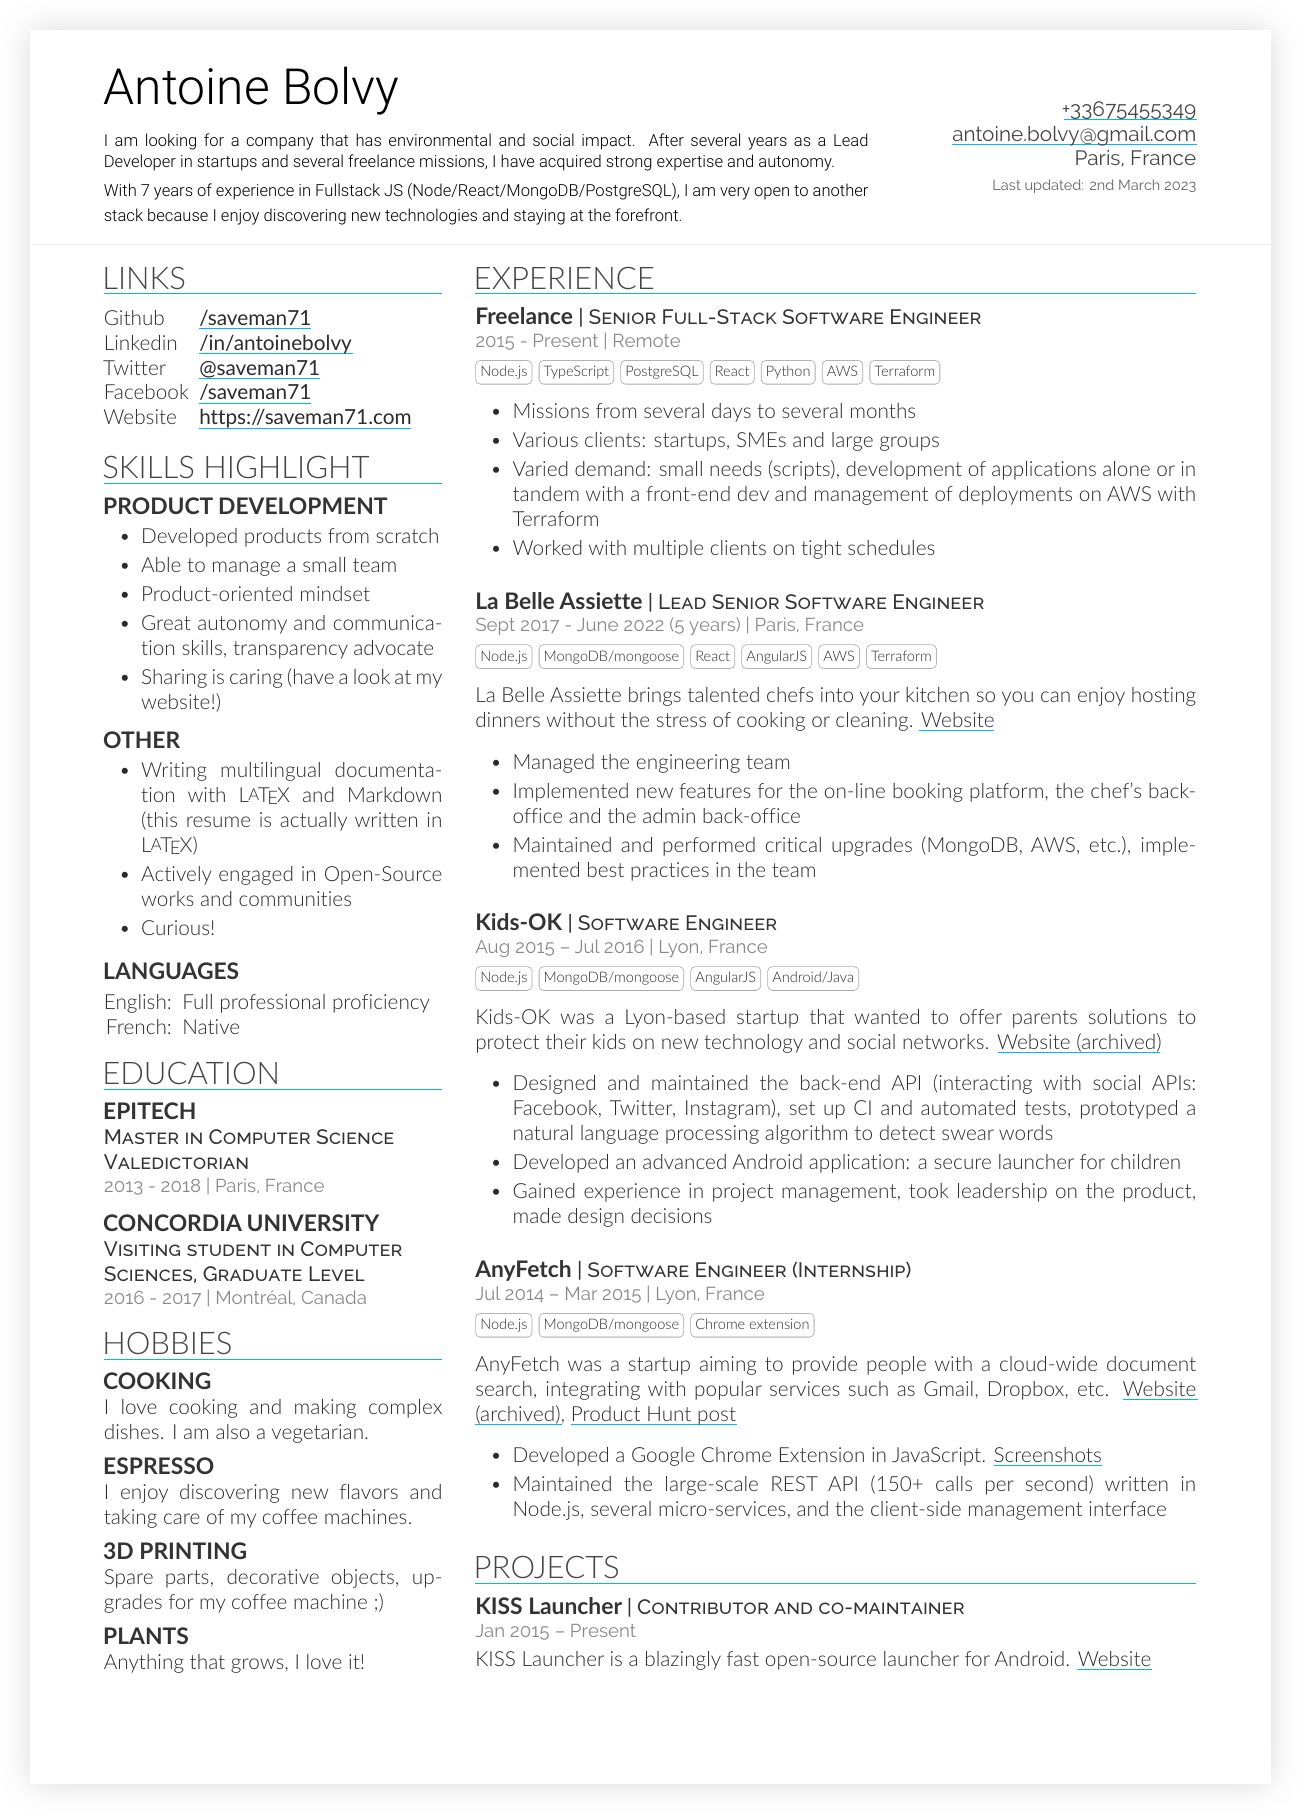 Antoine Bolvy
I am looking for a company that has environmental and social impact. After several years as a Lead
Developer in startups and several freelance missions, I have acquired strong expertise and autonomy.
With 7 years of experience in Fullstack JS (Node/React/MongoDB/PostgreSQL), I am very open to another
stack because I enjoy discovering new technologies and staying at the forefront.
+33675455349
antoine.bolvy@gmail.com
Paris, France
Last updated: 2nd March 2023
LINKS
Github /saveman71
Linkedin /in/antoinebolvy
Twitter @saveman71
Facebook /saveman71
Website https://saveman71.com
SKILLS HIGHLIGHT
PRODUCT DEVELOPMENT
• Developed products from scratch
• Able to manage a small team
• Product-oriented mindset
• Great autonomy and communica-
tion skills, transparency advocate
• Sharing is caring (have a look at my
website!)
OTHER
• Writing multilingual documenta-
tion with LATEX and Markdown
(this resume is actually written in
LATEX)
• Actively engaged in Open-Source
works and communities
• Curious!
LANGUAGES
English: Full professional proficiency
French: Native
EDUCATION
EPITECH
MASTER IN COMPUTER SCIENCE
VALEDICTORIAN
2013 - 2018 | Paris, France
CONCORDIA UNIVERSITY
VISITING STUDENT IN COMPUTER
SCIENCES, GRADUATE LEVEL
2016 - 2017 | Montréal, Canada
HOBBIES
COOKING
I love cooking and making complex
dishes. I am also a vegetarian.
ESPRESSO
I enjoy discovering new flavors and
taking care of my coffee machines.
3D PRINTING
Spare parts, decorative objects, up-
grades for my coffee machine ;)
PLANTS
Anything that grows, I love it!
EXPERIENCE
Freelance | SENIOR FULL-STACK SOFTWARE ENGINEER
2015 - Present | Remote
Node.js TypeScript PostgreSQL React Python AWS Terraform
• Missions from several days to several months
• Various clients: startups, SMEs and large groups
• Varied demand: small needs (scripts), development of applications alone or in
tandem with a front-end dev and management of deployments on AWS with
Terraform
• Worked with multiple clients on tight schedules
La Belle Assiette | LEAD SENIOR SOFTWARE ENGINEER
Sept 2017 - June 2022 (5 years) | Paris, France
Node.js MongoDB/mongoose React AngularJS AWS Terraform
La Belle Assiette brings talented chefs into your kitchen so you can enjoy hosting
dinners without the stress of cooking or cleaning. Website
• Managed the engineering team
• Implemented new features for the on-line booking platform, the chef's back-
office and the admin back-office
• Maintained and performed critical upgrades (MongoDB, AWS, etc.), imple-
mented best practices in the team
Kids-OK | SOFTWARE ENGINEER
Aug 2015 – Jul 2016 | Lyon, France
Node.js MongoDB/mongoose AngularJS Android/Java
Kids-OK was a Lyon-based startup that wanted to offer parents solutions to
protect their kids on new technology and social networks. Website (archived)
• Designed and maintained the back-end API (interacting with social APIs:
Facebook, Twitter, Instagram), set up CI and automated tests, prototyped a
natural language processing algorithm to detect swear words
• Developed an advanced Android application: a secure launcher for children
• Gained experience in project management, took leadership on the product,
made design decisions
AnyFetch | SOFTWARE ENGINEER (INTERNSHIP)
Jul 2014 – Mar 2015 | Lyon, France
Node.js MongoDB/mongoose Chrome extension
AnyFetch was a startup aiming to provide people with a cloud-wide document
search, integrating with popular services such as Gmail, Dropbox, etc. Website
(archived), Product Hunt post
• Developed a Google Chrome Extension in JavaScript. Screenshots
• Maintained the large-scale REST API (150+ calls per second) written in
Node.js, several micro-services, and the client-side management interface
PROJECTS
KISS Launcher | CONTRIBUTOR AND CO-MAINTAINER
Jan 2015 – Present
KISS Launcher is a blazingly fast open-source launcher for Android. Website